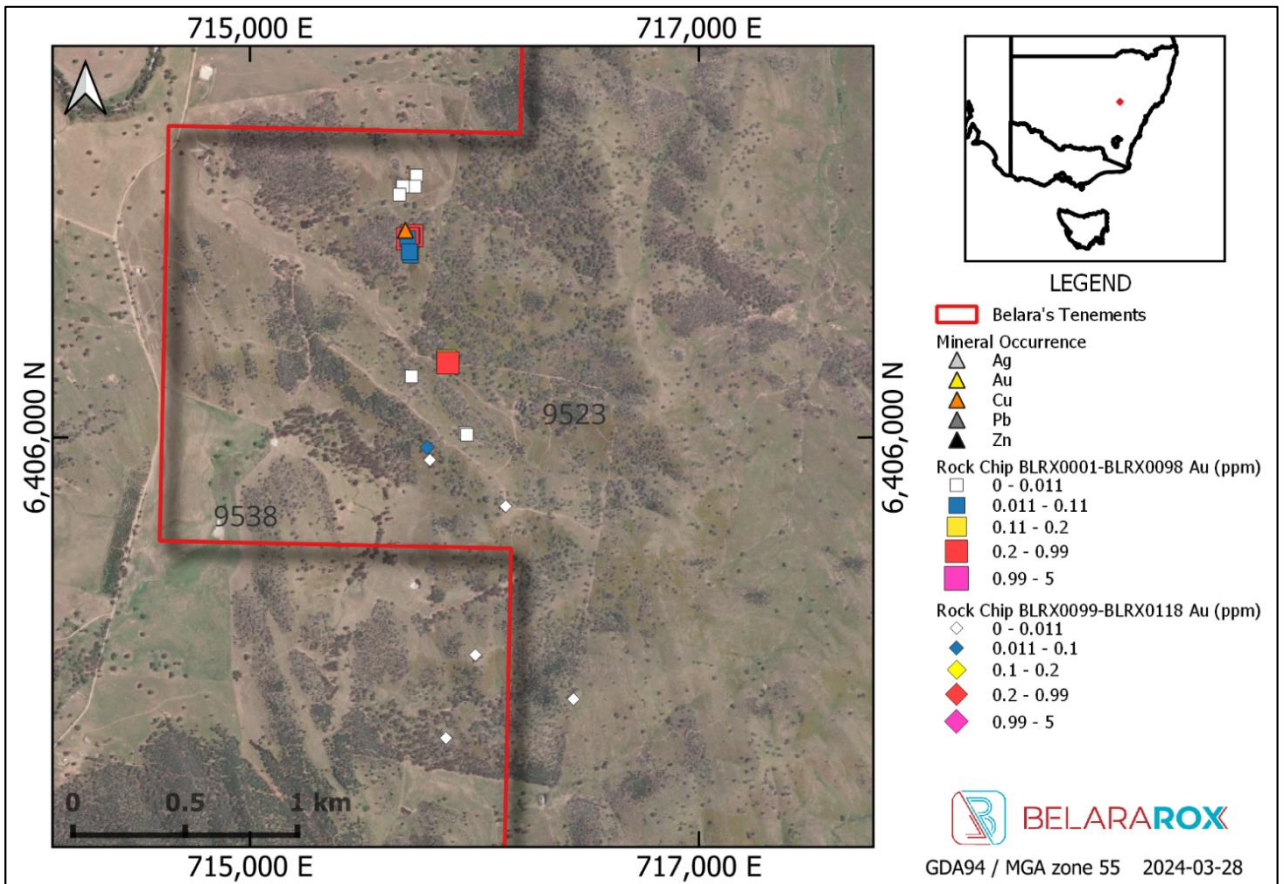 715,000 E
717,000 E
6,406,000 N
6,406,000 N
9523
9538
0 0.5 1 km
715,000 E
717,000 E
LEGEND
Belara's Tenements
Mineral Occurrence
Ag
Au
Cu
Pb
Zn
Rock Chip BLRX0001-BLRX0098 Au (ppm)
0 - 0.011
0.011 - 0.11
0.11 - 0.2
0.2 - 0.99
0.99 - 5
Rock Chip BLRX0099-BLRX0118 Au (ppm)
0 - 0.011
0.011 - 0.1
0.1 - 0.2
0.2 - 0.99
0.99 - 5
BELARAROX
GDA94 / MGA zone 55 2024-03-28